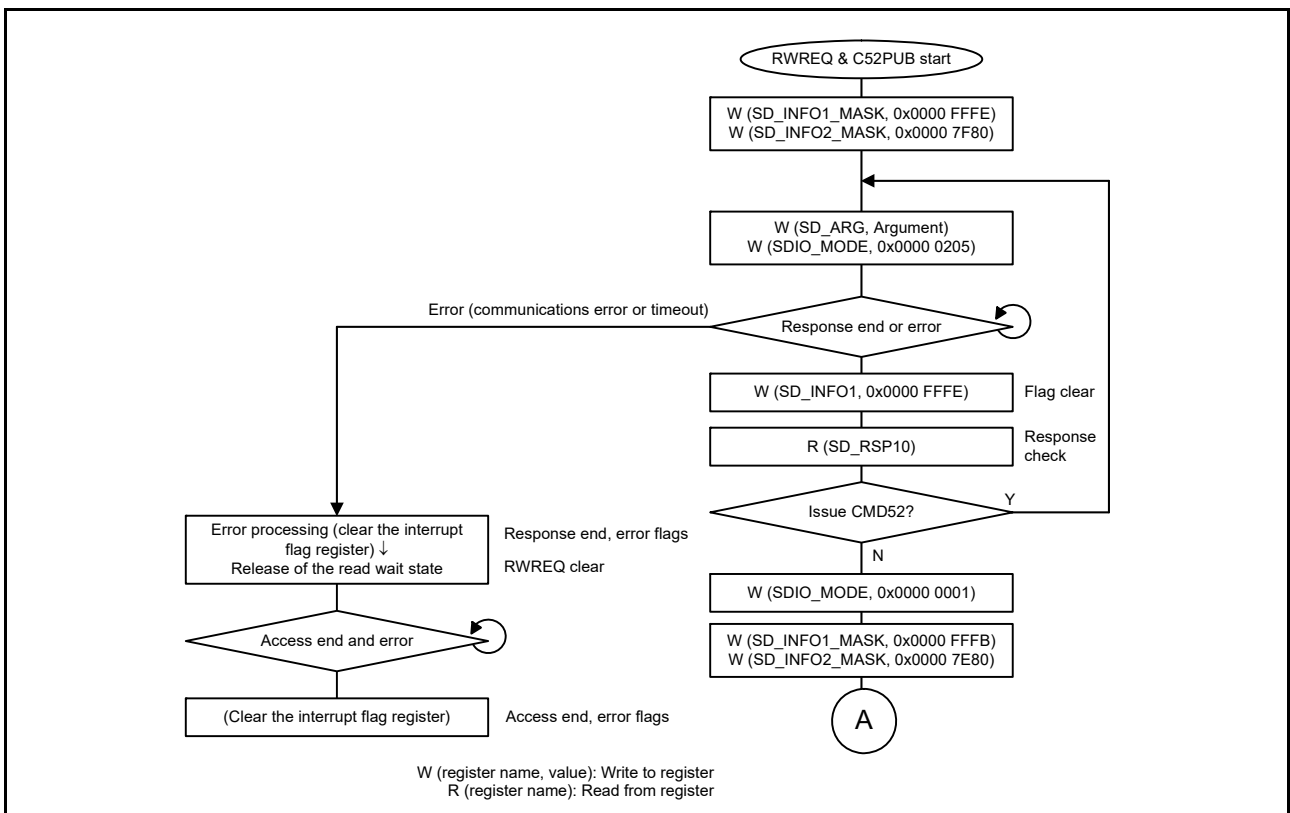 RWREQ & C52PUB start
W (SD_INFO1_MASK, 0x0000 FFFE)
W (SD_INFO2_MASK, 0x0000 7F80)
W (SD_ARG, Argument)
W (SDIO_MODE, 0x0000 0205)
Error (communications error or timeout)
Response end or error
W (SD_INFO1, 0x0000 FFFE)
Flag clear
R (SD_RSP10)
Response
check
Issue CMD52?
Y
N
Error processing (clear the interrupt
flag register) ↓
Release of the read wait state
Response end, error flags
RWREQ clear
W (SDIO_MODE, 0x0000 0001)
Access end and error
W (SD_INFO1_MASK, 0x0000 FFFB)
W (SD_INFO2_MASK, 0x0000 7E80)
(Clear the interrupt flag register)
Access end, error flags
A
W (register name, value): Write to register
R (register name): Read from register